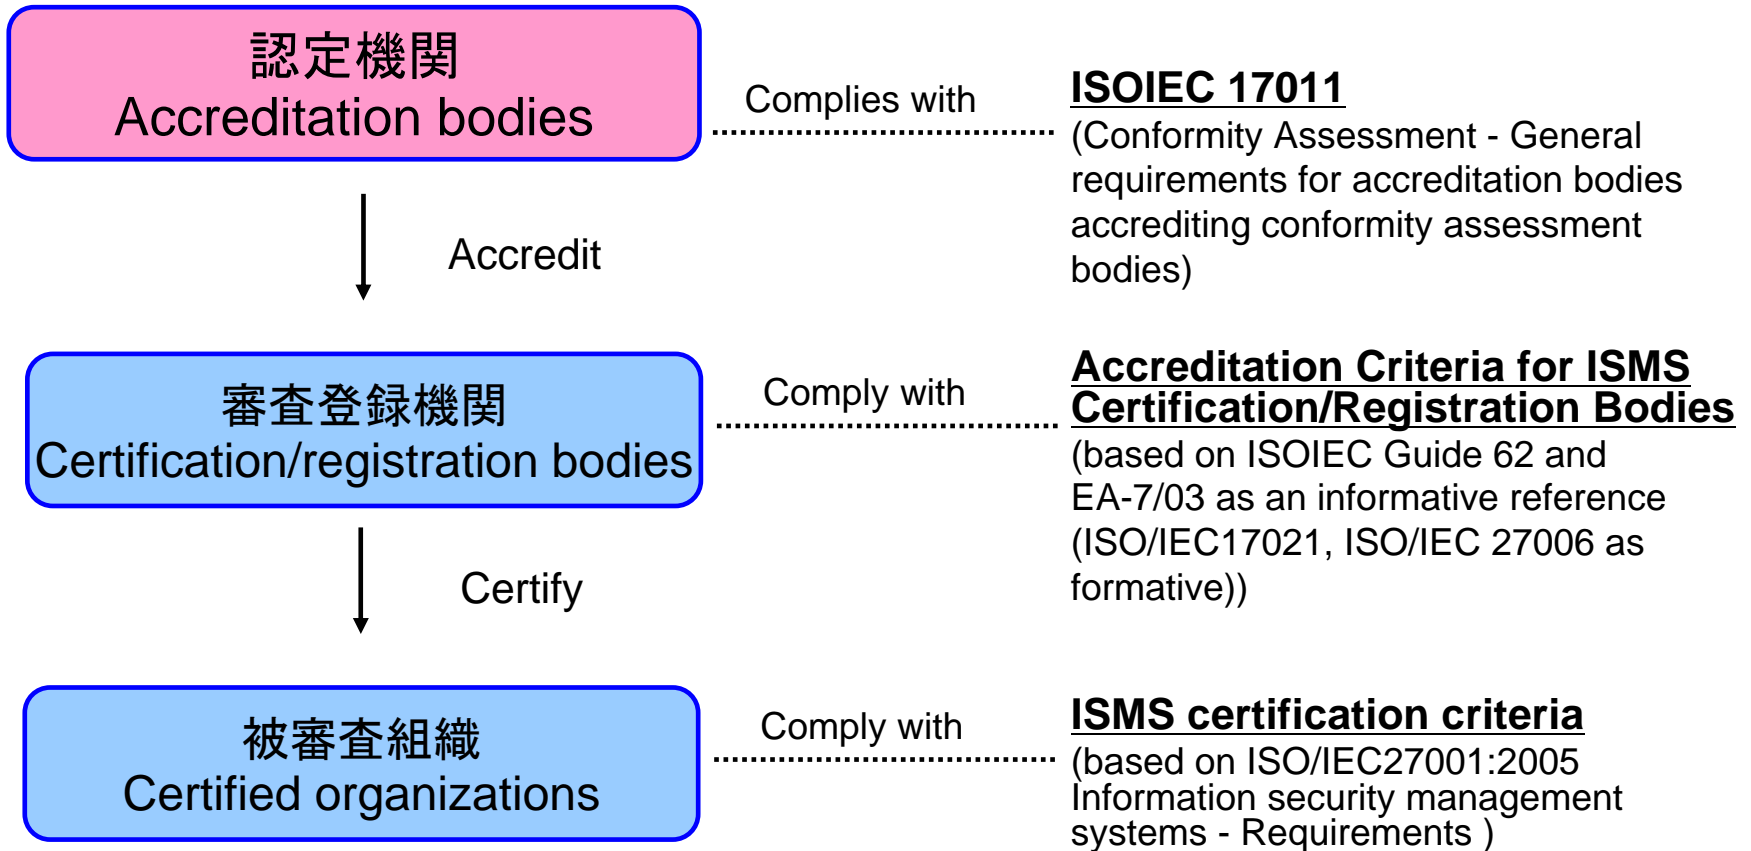 認定機関
Accreditation bodies
Complies with
ISOIEC 17011
(Conformity Assessment - General
requirements for accreditation bodies
accrediting conformity assessment
bodies)
Accredit
審査登録機関
Certification/registration bodies
Comply with
Accreditation Criteria for ISMS
Certification/Registration Bodies
(based on ISOIEC Guide 62 and
EA-7/03 as an informative reference
(ISO/IEC17021, ISO/IEC 27006 as
formative))
Certify
被審査組織
Certified organizations
Comply with
ISMS certification criteria
(based on ISO/IEC27001:2005
Information security management
systems - Requirements )